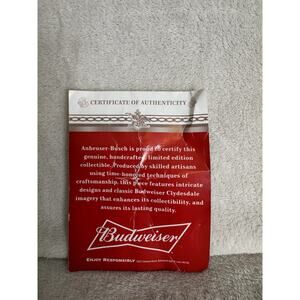 CERTIFICATE OF AUTHENTICITY
Anheuser-Busch is proud to certify this
genuine, handcrafted, limited edition
collectible. Produced by skilled artisans
using time-honored techniques of
craftsmanship, this piece features intricate
designs and classic Budweiser Clydesdale
imagery that enhances its collectibility, and
assures its lasting quality.
Budweiser
ENJOY RESPONSIBLY